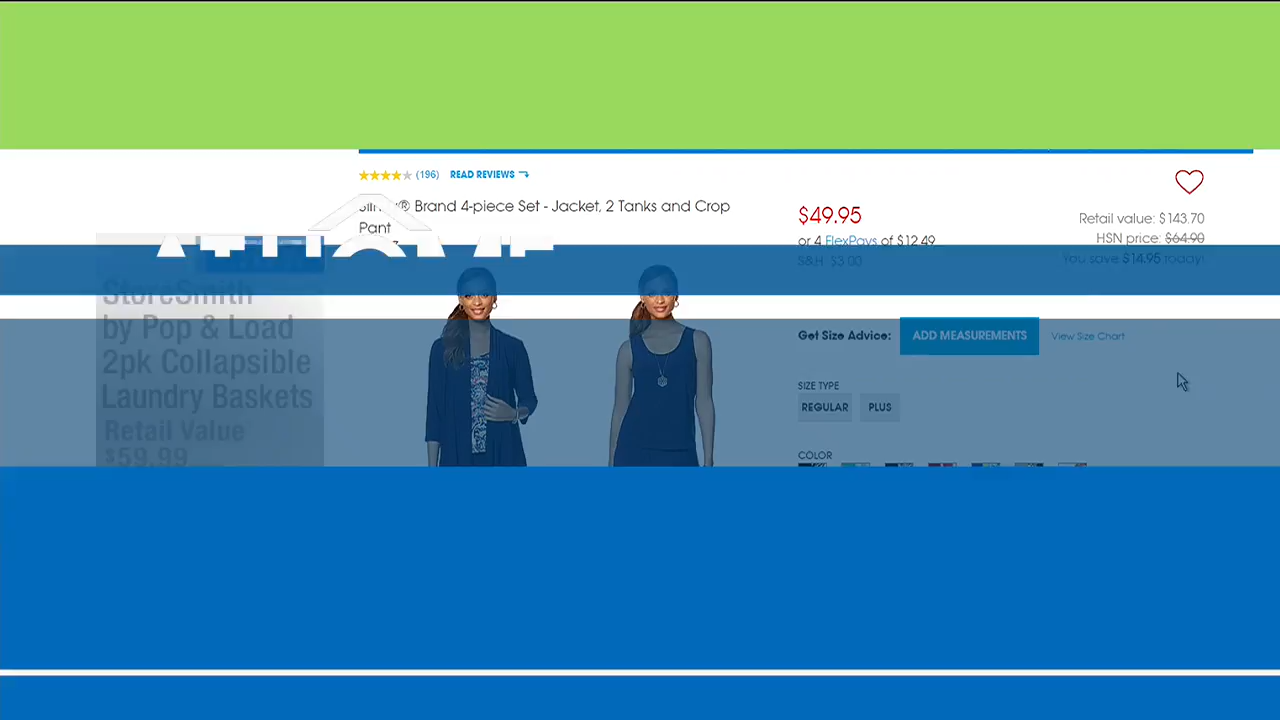 (196) READ REVIEWS
Brand 4-piece Set - Jacket, 2 Tanks and Crop
Pant
$49.95
or 4 FlexPays of $12.49
S&H: $3.00
Retail value: $143.70
HSN price: $64.90
You save $14.95 today!
AT HOME
StoreSmith
by Pop & Load
2pk Collapsible
Laundry Baskets
Retail Value
$59.99
Get Size Advice: ADD MEASUREMENTS View Size Chart
SIZE TYPE
REGULAR PLUS
COLOR